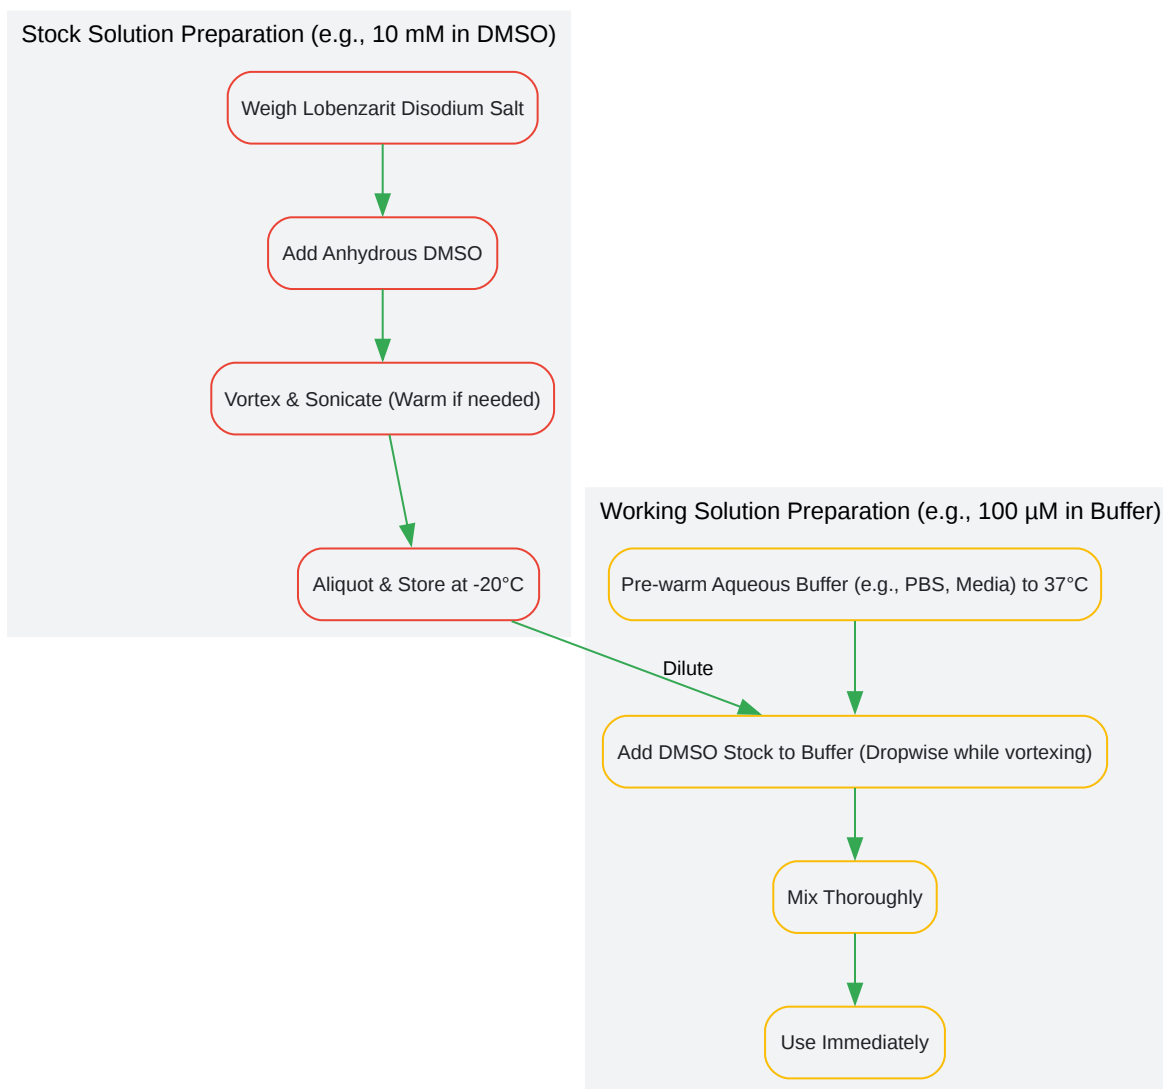 Stock Solution Preparation (e.g., 10 mM in DMSO)
Weigh Lobenzarit Disodium Salt
Add Anhydrous DMSO
Vortex & Sonicate (Warm if needed)
Aliquot & Store at -20°C
Working Solution Preparation (e.g., 100 µM in Buffer)
Pre-warm Aqueous Buffer (e.g., PBS, Media) to 37°C
Dilute
Add DMSO Stock to Buffer (Dropwise while vortexing)
Mix Thoroughly
Use Immediately